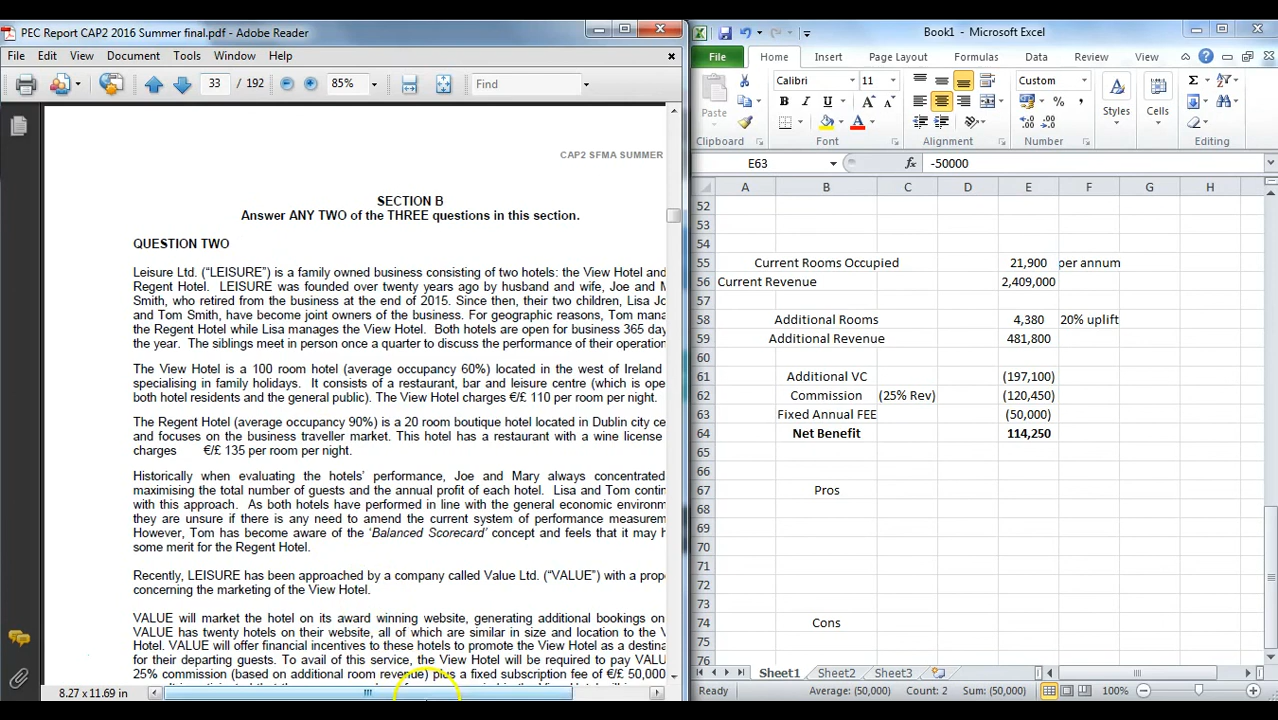 PEC Report CAP2 2016 Summer final.pdf - Adobe Reader
File Edit View Document Tools Window Help
33 / 192 85% Find
CAP2 SFMA SUMMER
SECTION B
Answer ANY TWO of the THREE questions in this section.
QUESTION TWO
Leisure Ltd. (“LEISURE”) is a family owned business consisting of two hotels: the View Hotel and
Regent Hotel. LEISURE was founded over twenty years ago by husband and wife, Joe and M
Smith, who retired from the business at the end of 2015. Since then, their two children, Lisa Jo
and Tom Smith, have become joint owners of the business. For geographic reasons, Tom mana
the Regent Hotel while Lisa manages the View Hotel. Both hotels are open for business 365 day
the year. The siblings meet in person once a quarter to discuss the performance of their operation
The View Hotel is a 100 room hotel (average occupancy 60%) located in the west of Ireland
specialising in family holidays. It consists of a restaurant, bar and leisure centre (which is ope
both hotel residents and the general public). The View Hotel charges €/£ 110 per room per night.
The Regent Hotel (average occupancy 90%) is a 20 room boutique hotel located in Dublin city ce
and focuses on the business traveller market. This hotel has a restaurant with a wine license
charges €/£ 135 per room per night.
Historically when evaluating the hotels’ performance, Joe and Mary always concentrated
maximising the total number of guests and the annual profit of each hotel. Lisa and Tom contin
with this approach. As both hotels have performed in line with the general economic environm
they are unsure if there is any need to amend the current system of performance measurem
However, Tom has become aware of the ‘Balanced Scorecard’ concept and feels that it may h
some merit for the Regent Hotel.
Recently, LEISURE has been approached by a company called Value Ltd. (“VALUE”) with a prop
concerning the marketing of the View Hotel.
VALUE will market the hotel on its award winning website, generating additional bookings on
VALUE has twenty hotels on their website, all of which are similar in size and location to the V
Hotel. VALUE will offer financial incentives to these hotels to promote the View Hotel as a destina
for their departing guests. To avail of this service, the View Hotel will be required to pay VALU
25% commission (based on additional room revenue) plus a fixed subscription fee of €/£ 50,000
8.27 x 11.69 in
Book1 - Microsoft Excel
File Home Insert Page Layout Formulas Data Review View
Paste Calibri 11 Custom Styles Cells
Clipboard Font Alignment Number Editing
E63 fx -50000
A B C D E F G H
52
53
54
55 Current Rooms Occupied 21,900 per annum
56 Current Revenue 2,409,000
57
58 Additional Rooms 4,380 20% uplift
59 Additional Revenue 481,800
60
61 Additional VC (197,100)
62 Commission (25% Rev) (120,450)
63 Fixed Annual FEE (50,000)
64 Net Benefit 114,250
65
66
67 Pros
68
69
70
71
72
73
74 Cons
75
76
Sheet1 Sheet2 Sheet3
Ready Average: (50,000) Count: 2 Sum: (50,000) 100%